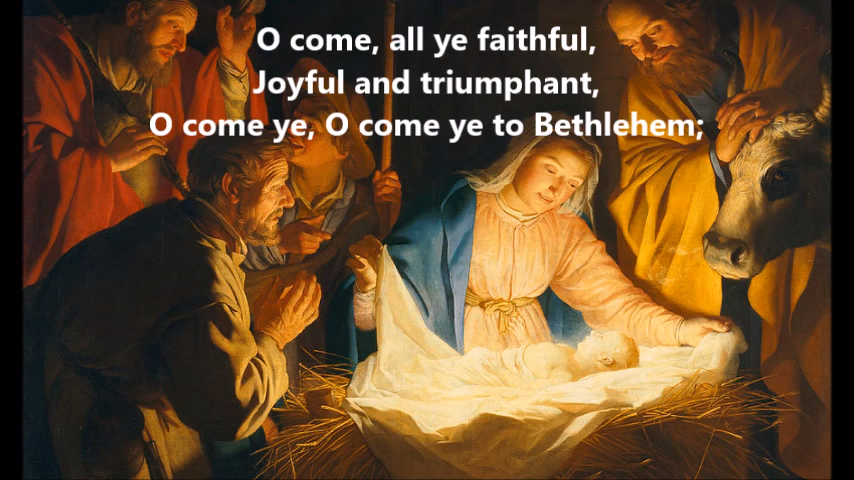 O come, all ye faithful,
Joyful and triumphant,
O come ye, O come ye to Bethlehem;